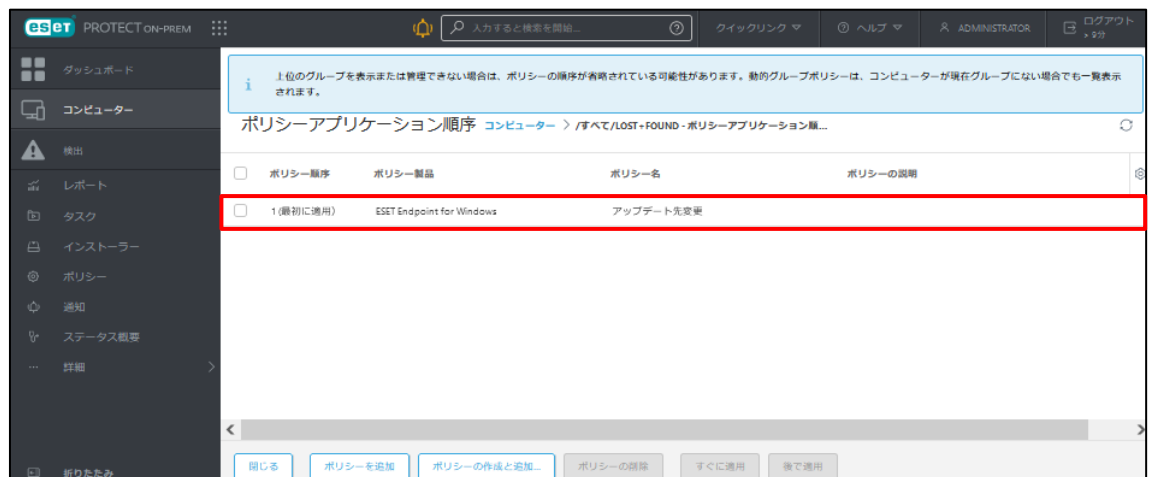 eset PROTECT ON-PREM
入力すると検索を開始...
クイックリンク
ヘルプ
ADMINISTRATOR
ログアウト
> 9分
ダッシュボード
コンピューター
検出
レポート
タスク
インストーラー
ポリシー
通知
ステータス概要
詳細
折りたたみ
上位のグループを表示または管理できない場合は、ポリシーの順序が省略されている可能性があります。動的グループポリシーは、コンピューターが現在グループにない場合でも一覧表示
されます。
ポリシーアプリケーション順序 コンピューター > /すべて/LOST+FOUND - ポリシーアプリケーション順...
ポリシー順序 ポリシー製品 ポリシー名 ポリシーの説明
1 (最初に適用) ESET Endpoint for Windows アップデート先変更
閉じる ポリシーを追加 ポリシーの作成と追加... ポリシーの削除 すぐに適用 後で適用